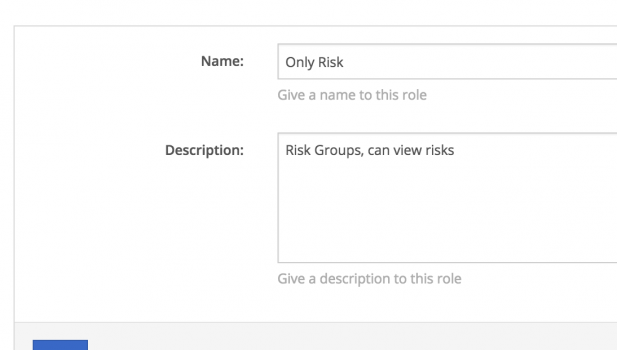 Name:
Only Risk
Give a name to this role
Description:
Risk Groups, can view risks
Give a description to this role